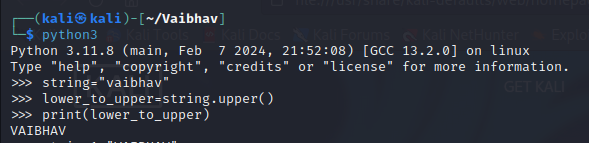 ┌──(kali㉿kali)-[~/Vaibhav]
└─$ python3
Python 3.11.8 (main, Feb  7 2024, 21:52:08) [GCC 13.2.0] on linux
Type "help", "copyright", "credits" or "license" for more information.
>>> string="vaibhav"
>>> lower_to_upper=string.upper()
>>> print(lower_to_upper)
VAIBHAV
GET KALI